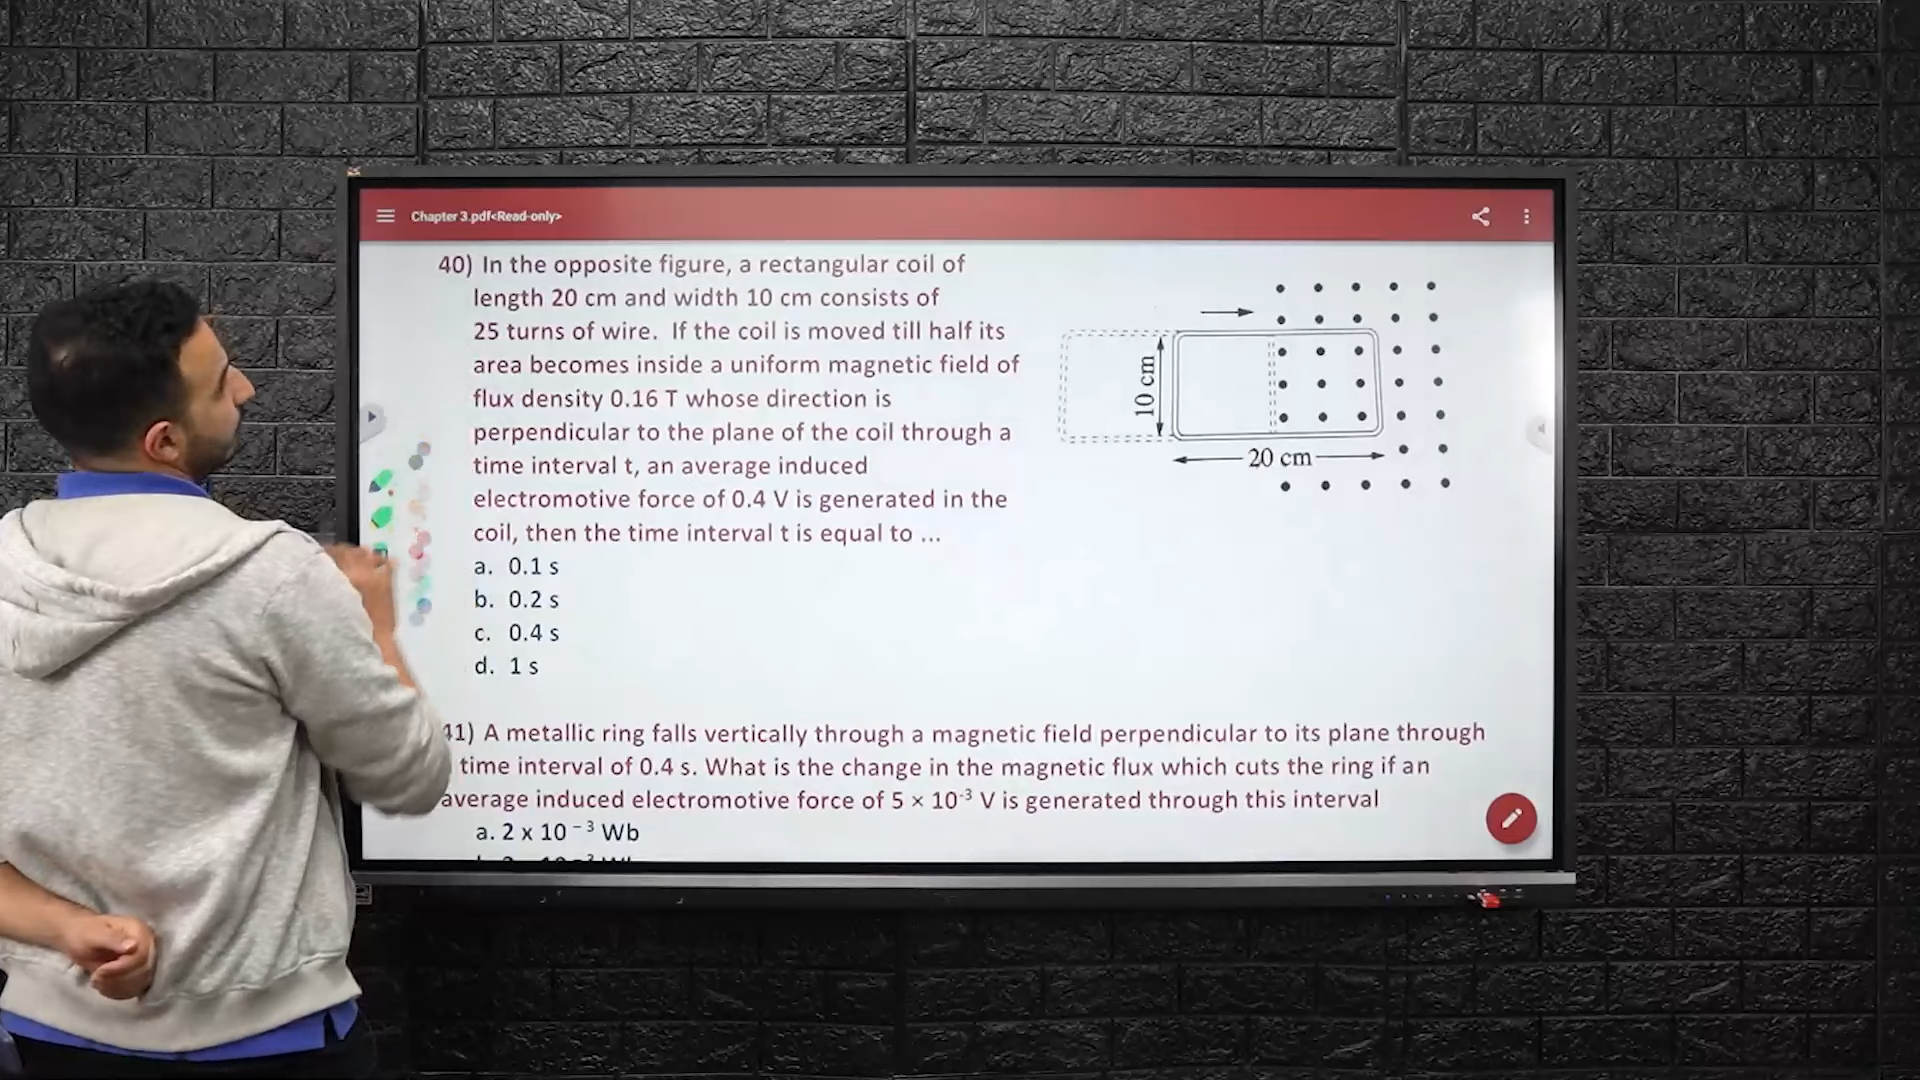 Chapter 3.pdf<Read-only>
40) In the opposite figure, a rectangular coil of
length 20 cm and width 10 cm consists of
25 turns of wire. If the coil is moved till half its
area becomes inside a uniform magnetic field of
flux density 0.16 T whose direction is
perpendicular to the plane of the coil through a
time interval t, an average induced
electromotive force of 0.4 V is generated in the
coil, then the time interval t is equal to ...
a. 0.1 s
b. 0.2 s
c. 0.4 s
d. 1 s
10 cm
20 cm
41) A metallic ring falls vertically through a magnetic field perpendicular to its plane through
time interval of 0.4 s. What is the change in the magnetic flux which cuts the ring if an
average induced electromotive force of 5 × 10⁻³ V is generated through this interval
a. 2 x 10⁻³ Wb